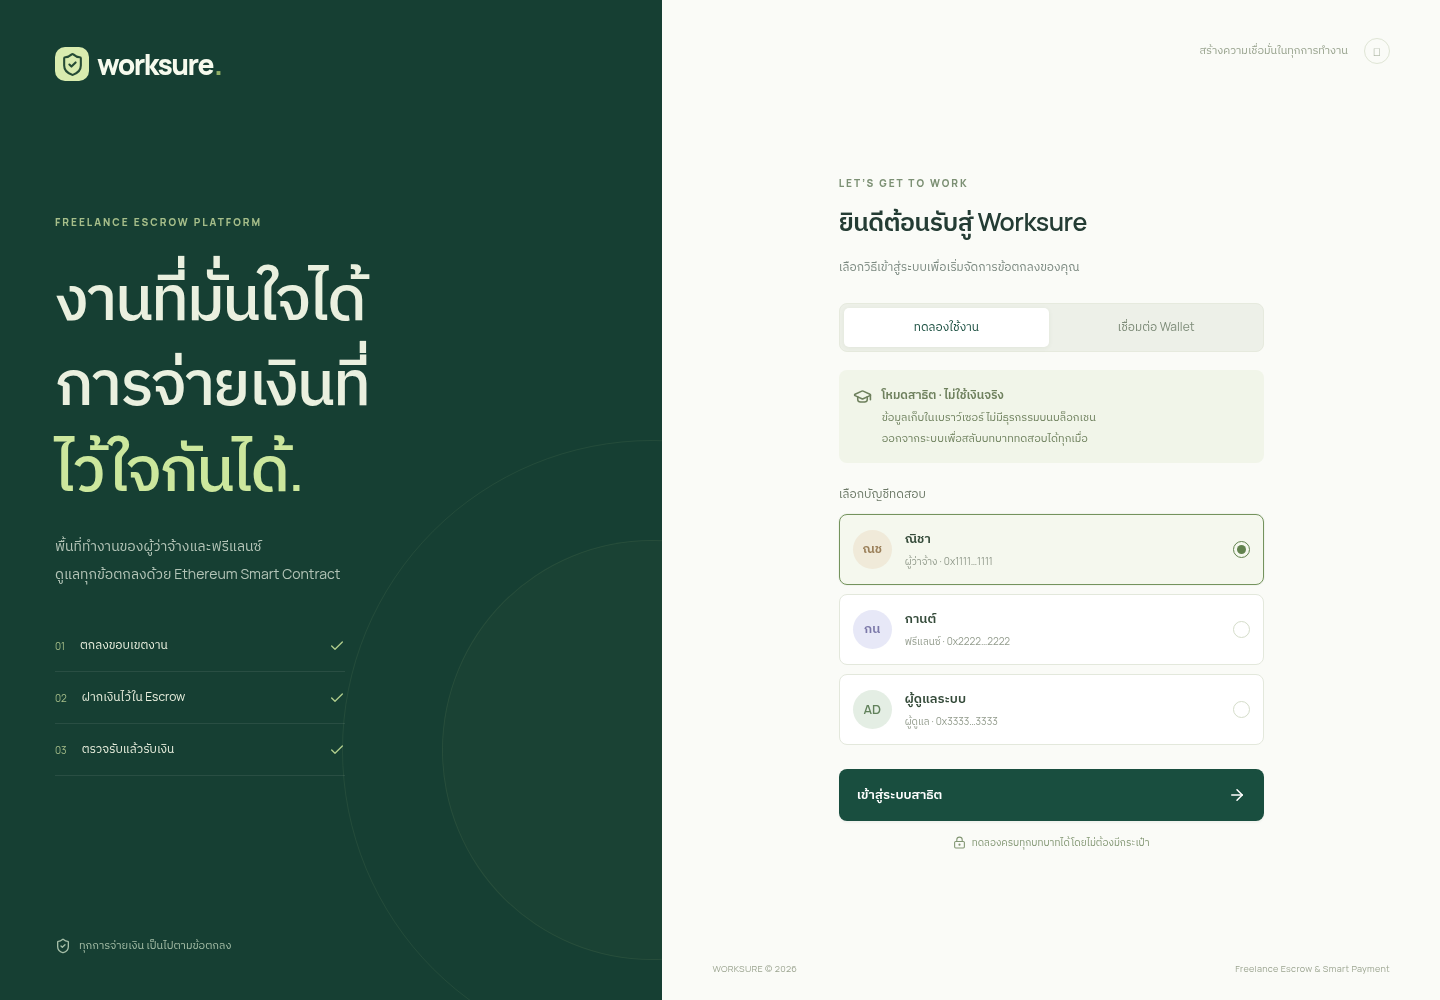 worksure.
FREELANCE ESCROW PLATFORM
งานที่มั่นใจได้
การจ่ายเงินที่
ไว้ใจกันได้.
พื้นที่ทำงานของผู้ว่าจ้างและฟรีแลนซ์
ดูแลทุกข้อตกลงด้วย Ethereum Smart Contract
01 ตกลงขอบเขตงาน
02 ฝากเงินไว้ใน Escrow
03 ตรวจรับแล้วรับเงิน
ทุกการจ่ายเงิน เป็นไปตามข้อตกลง
สร้างความเชื่อมั่นในทุกการทำงาน
LET'S GET TO WORK
ยินดีต้อนรับสู่ Worksure
เลือกวิธีเข้าสู่ระบบเพื่อเริ่มจัดการข้อตกลงของคุณ
ทดลองใช้งาน
เชื่อมต่อ Wallet
โหมดสาธิต · ไม่ใช้เงินจริง
ข้อมูลเก็บในเบราว์เซอร์ ไม่มีธุรกรรมบนบล็อกเชน
ออกจากระบบเพื่อสลับบทบาททดสอบได้ทุกเมื่อ
เลือกบัญชีทดสอบ
ณช
ณิชา
ผู้ว่าจ้าง · 0x1111...1111
กน
กานต์
ฟรีแลนซ์ · 0x2222...2222
AD
ผู้ดูแลระบบ
ผู้ดูแล · 0x3333...3333
เข้าสู่ระบบสาธิต
ทดลองครบทุกบทบาทได้โดยไม่ต้องมีกระเป๋า
WORKSURE © 2026
Freelance Escrow & Smart Payment